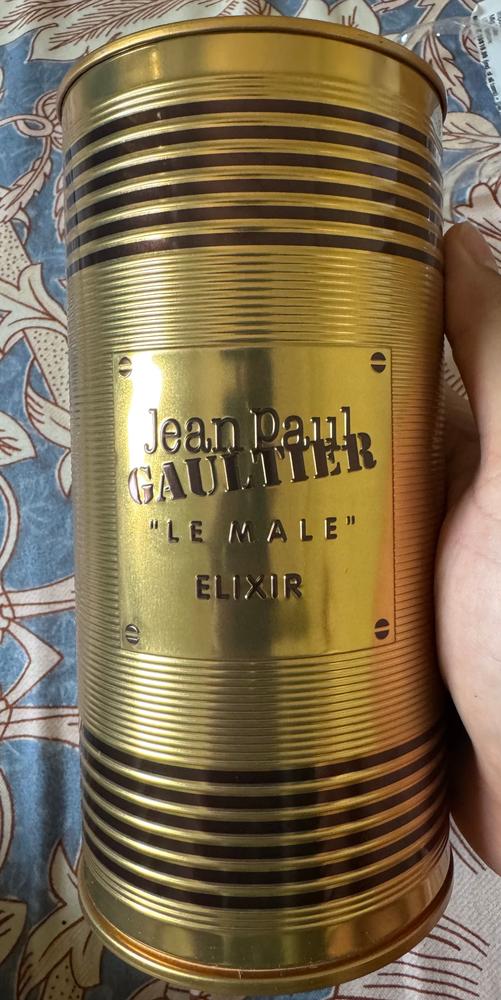 Jean Paul
GAULTIER
"LE MALE"
ELIXIR